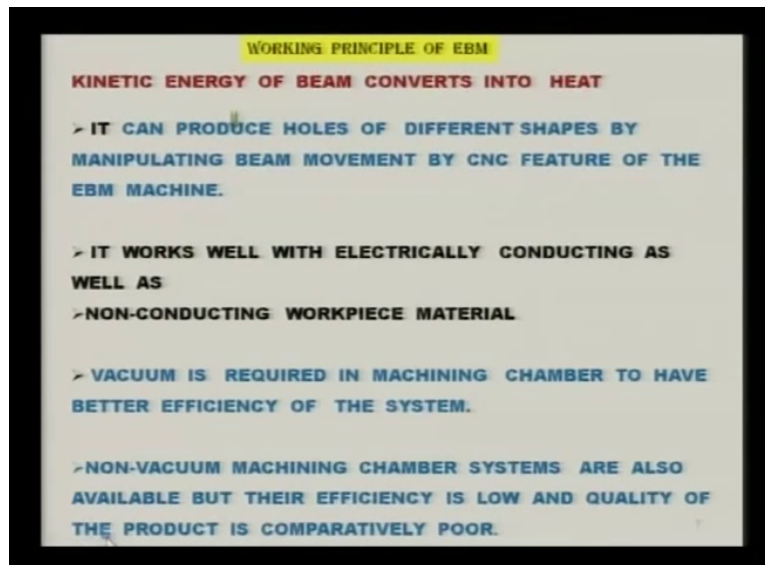 WORKING PRINCIPLE OF EBM
KINETIC ENERGY OF BEAM CONVERTS INTO HEAT
➢ IT CAN PRODUCE HOLES OF DIFFERENT SHAPES BY
MANIPULATING BEAM MOVEMENT BY CNC FEATURE OF THE
EBM MACHINE.
➢ IT WORKS WELL WITH ELECTRICALLY CONDUCTING AS
WELL AS
➢NON-CONDUCTING WORKPIECE MATERIAL
➢ VACUUM IS REQUIRED IN MACHINING CHAMBER TO HAVE
BETTER EFFICIENCY OF THE SYSTEM.
➢NON-VACUUM MACHINING CHAMBER SYSTEMS ARE ALSO
AVAILABLE BUT THEIR EFFICIENCY IS LOW AND QUALITY OF
THE PRODUCT IS COMPARATIVELY POOR.